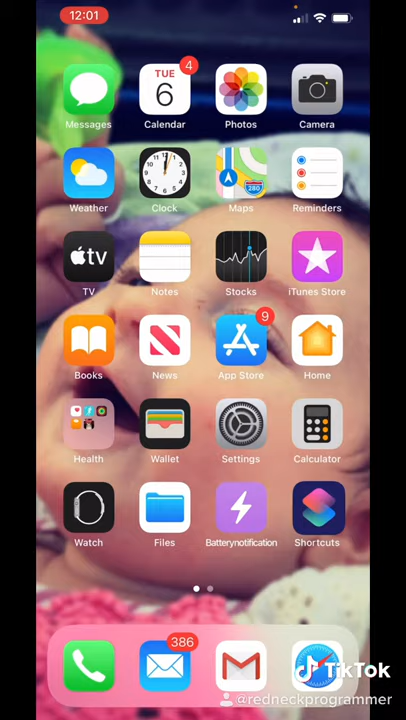 12:01
4
TUE
6
Messages
Calendar
Photos
Camera
280
Weather
Clock
Maps
Reminders
tv
TV
Notes
Stocks
iTunes Store
9
Books
News
App Store
Home
Health
Wallet
Settings
Calculator
Watch
Files
Batterynotification
Shortcuts
386
TikTok
@redneckprogrammer